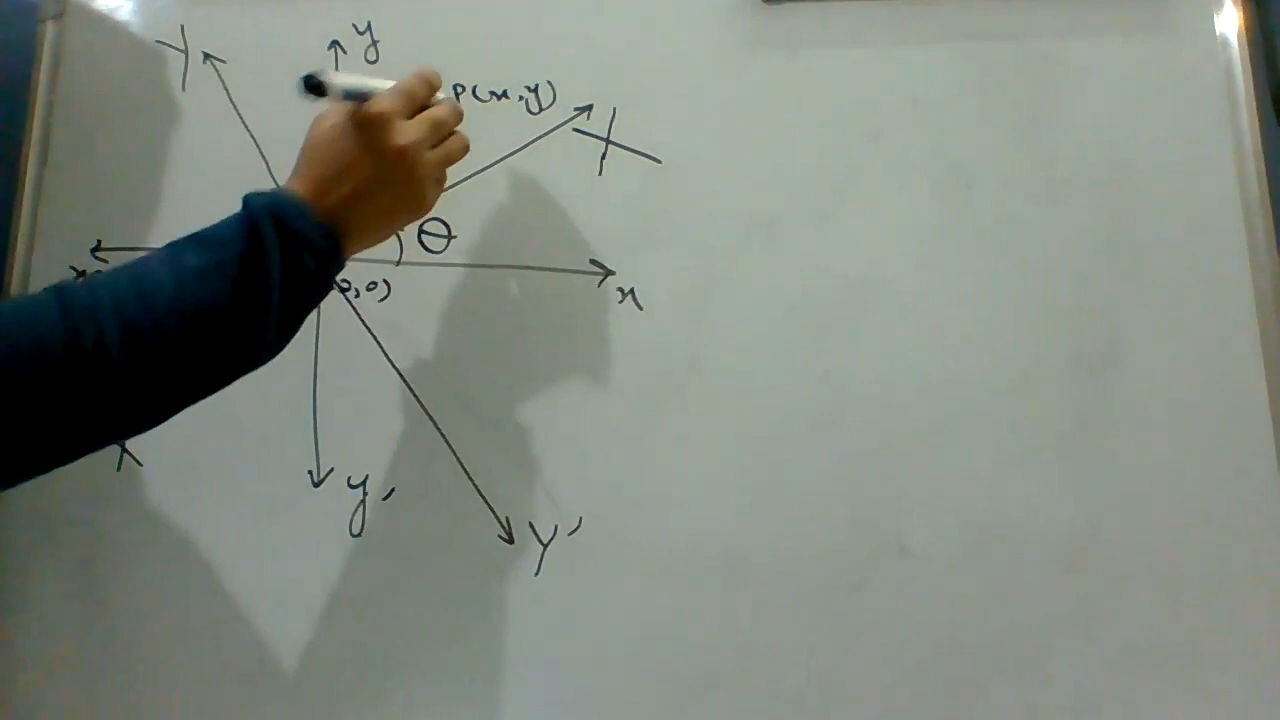 Y
y
P(x,y)
X
θ
x
0,0)
y'
Y'